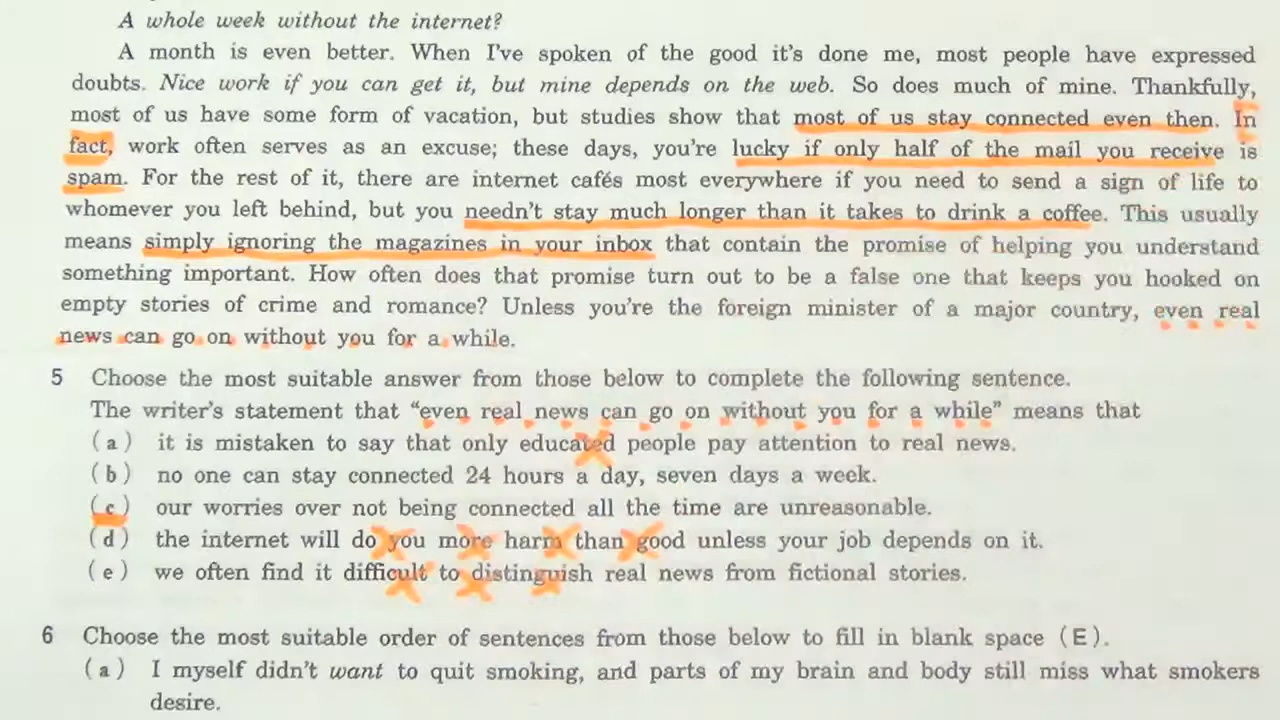 A whole week without the internet?
A month is even better. When I've spoken of the good it's done me, most people have expressed
doubts. Nice work if you can get it, but mine depends on the web. So does much of mine. Thankfully,
most of us have some form of vacation, but studies show that most of us stay connected even then. In
fact, work often serves as an excuse; these days, you're lucky if only half of the mail you receive is
spam. For the rest of it, there are internet cafés most everywhere if you need to send a sign of life to
whomever you left behind, but you needn't stay much longer than it takes to drink a coffee. This usually
means simply ignoring the magazines in your inbox that contain the promise of helping you understand
something important. How often does that promise turn out to be a false one that keeps you hooked on
empty stories of crime and romance? Unless you're the foreign minister of a major country, even real
news can go on without you for a while.
5 Choose the most suitable answer from those below to complete the following sentence.
The writer's statement that “even real news can go on without you for a while” means that
(a) it is mistaken to say that only educated people pay attention to real news.
(b) no one can stay connected 24 hours a day, seven days a week.
(c) our worries over not being connected all the time are unreasonable.
(d) the internet will do you more harm than good unless your job depends on it.
(e) we often find it difficult to distinguish real news from fictional stories.
6 Choose the most suitable order of sentences from those below to fill in blank space (E).
(a) I myself didn't want to quit smoking, and parts of my brain and body still miss what smokers
desire.